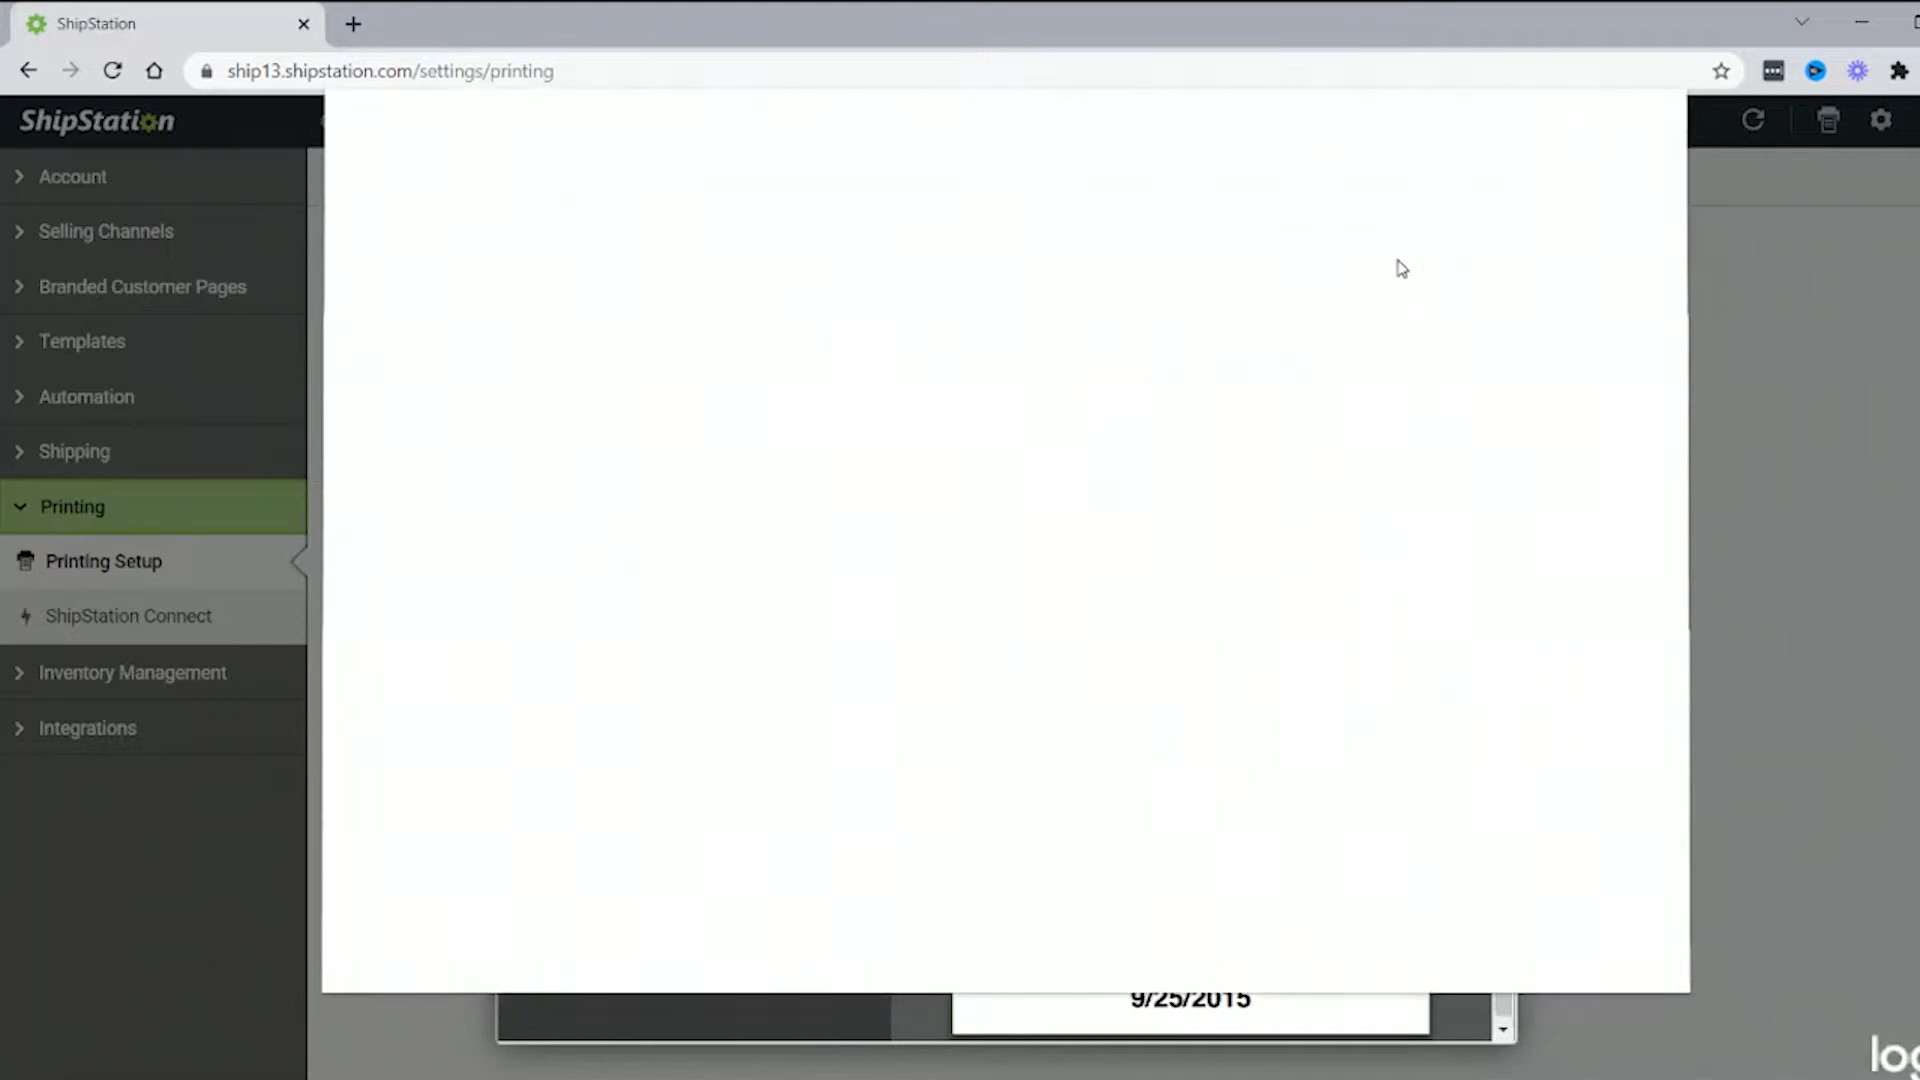 ShipStation
ship13.shipstation.com/settings/printing
ShipStation
Account
Selling Channels
Branded Customer Pages
Templates
Automation
Shipping
Printing
Printing Setup
ShipStation Connect
Inventory Management
Integrations
9/25/2015
log